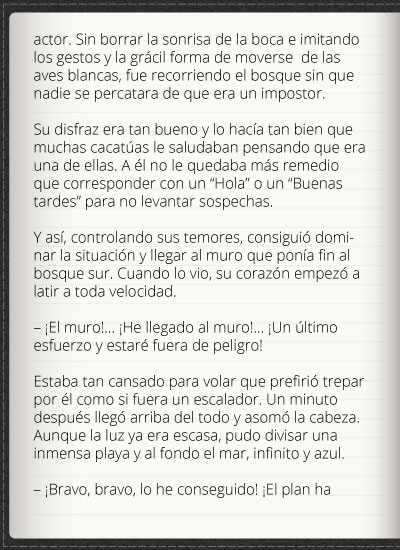 actor. Sin borrar la sonrisa de la boca e imitando
los gestos y la grácil forma de moverse  de las
aves blancas, fue recorriendo el bosque sin que
nadie se percatara de que era un impostor.

Su disfraz era tan bueno y lo hacía tan bien que
muchas cacatúas le saludaban pensando que era
una de ellas. A él no le quedaba más remedio
que corresponder con un “Hola” o un “Buenas
tardes” para no levantar sospechas.

Y así, controlando sus temores, consiguió domi-
nar la situación y llegar al muro que ponía fin al
bosque sur. Cuando lo vio, su corazón empezó a
latir a toda velocidad.

– ¡El muro!... ¡He llegado al muro!... ¡Un último
esfuerzo y estaré fuera de peligro!

Estaba tan cansado para volar que prefirió trepar
por él como si fuera un escalador. Un minuto
después llegó arriba del todo y asomó la cabeza.
Aunque la luz ya era escasa, pudo divisar una
inmensa playa y al fondo el mar, infinito y azul.

– ¡Bravo, bravo, lo he conseguido! ¡El plan ha